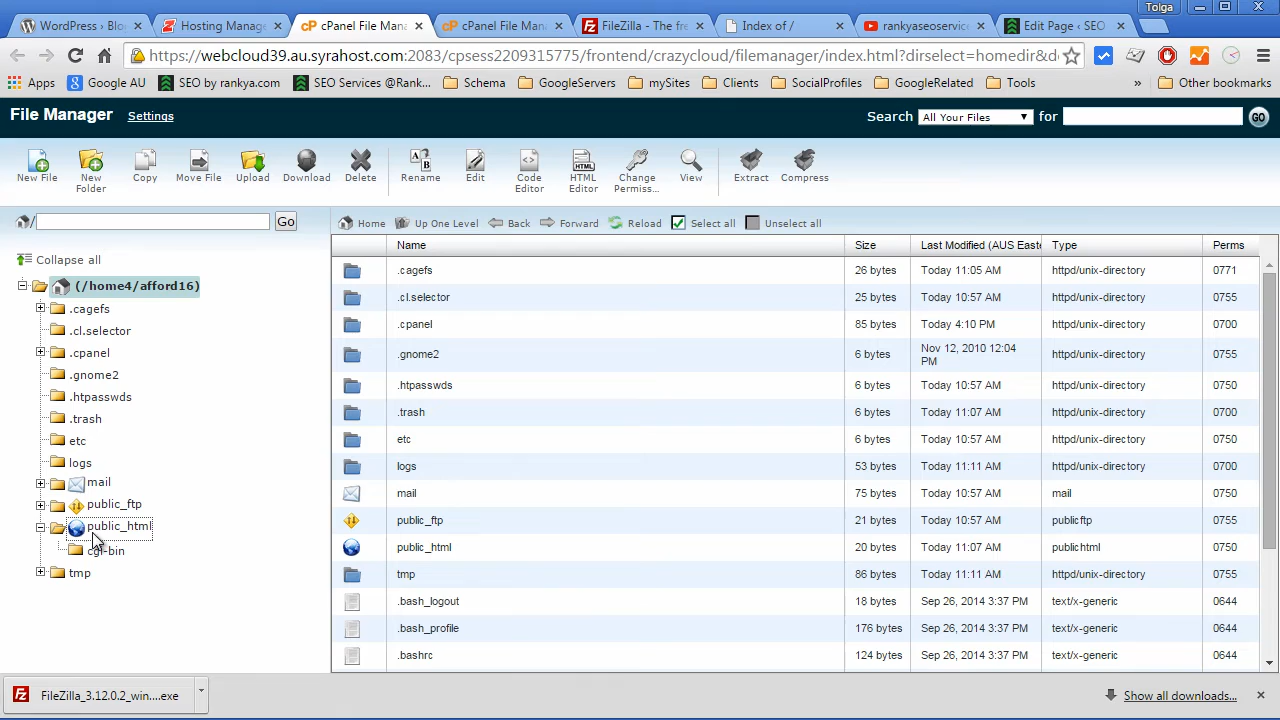 Tolga
WordPress › Blog
Hosting Manage
cPanel File Mana
cPanel File Man
FileZilla - The fre
Index of /
rankyaseoservice
Edit Page ‹ SEO
https://webcloud39.au.syrahost.com:2083/cpsess2209315775/frontend/crazycloud/filemanager/index.html?dirselect=homedir&d
Apps
Google AU
SEO by rankya.com
SEO Services @Rank...
Schema
GoogleServers
mySites
Clients
SocialProfiles
GoogleRelated
Tools
»
Other bookmarks
File Manager
Settings
Search
All Your Files
for
GO
New File
New Folder
Copy
Move File
Upload
Download
Delete
Rename
Edit
Code Editor
HTML Editor
Change Permiss...
View
Extract
Compress
/
Go
Home
Up One Level
Back
Forward
Reload
Select all
Unselect all
Collapse all
(/home4/afford16)
.cagefs
.cl.selector
.cpanel
.gnome2
.htpasswds
.trash
etc
logs
mail
public_ftp
public_html
cgi-bin
tmp
Name Size Last Modified (AUS Easte Type Perms
.cagefs 26 bytes Today 11:05 AM httpd/unix-directory 0771
.cl.selector 25 bytes Today 10:57 AM httpd/unix-directory 0755
.cpanel 85 bytes Today 4:10 PM httpd/unix-directory 0700
.gnome2 6 bytes Nov 12, 2010 12:04 PM httpd/unix-directory 0755
.htpasswds 6 bytes Today 10:57 AM httpd/unix-directory 0750
.trash 6 bytes Today 11:07 AM httpd/unix-directory 0700
etc 6 bytes Today 10:57 AM httpd/unix-directory 0750
logs 53 bytes Today 11:11 AM httpd/unix-directory 0700
mail 75 bytes Today 10:57 AM mail 0750
public_ftp 21 bytes Today 10:57 AM publicftp 0755
public_html 20 bytes Today 11:07 AM publichtml 0750
tmp 86 bytes Today 11:11 AM httpd/unix-directory 0755
.bash_logout 18 bytes Sep 26, 2014 3:37 PM text/x-generic 0644
.bash_profile 176 bytes Sep 26, 2014 3:37 PM text/x-generic 0644
.bashrc 124 bytes Sep 26, 2014 3:37 PM text/x-generic 0644
FileZilla_3.12.0.2_win....exe
Show all downloads...